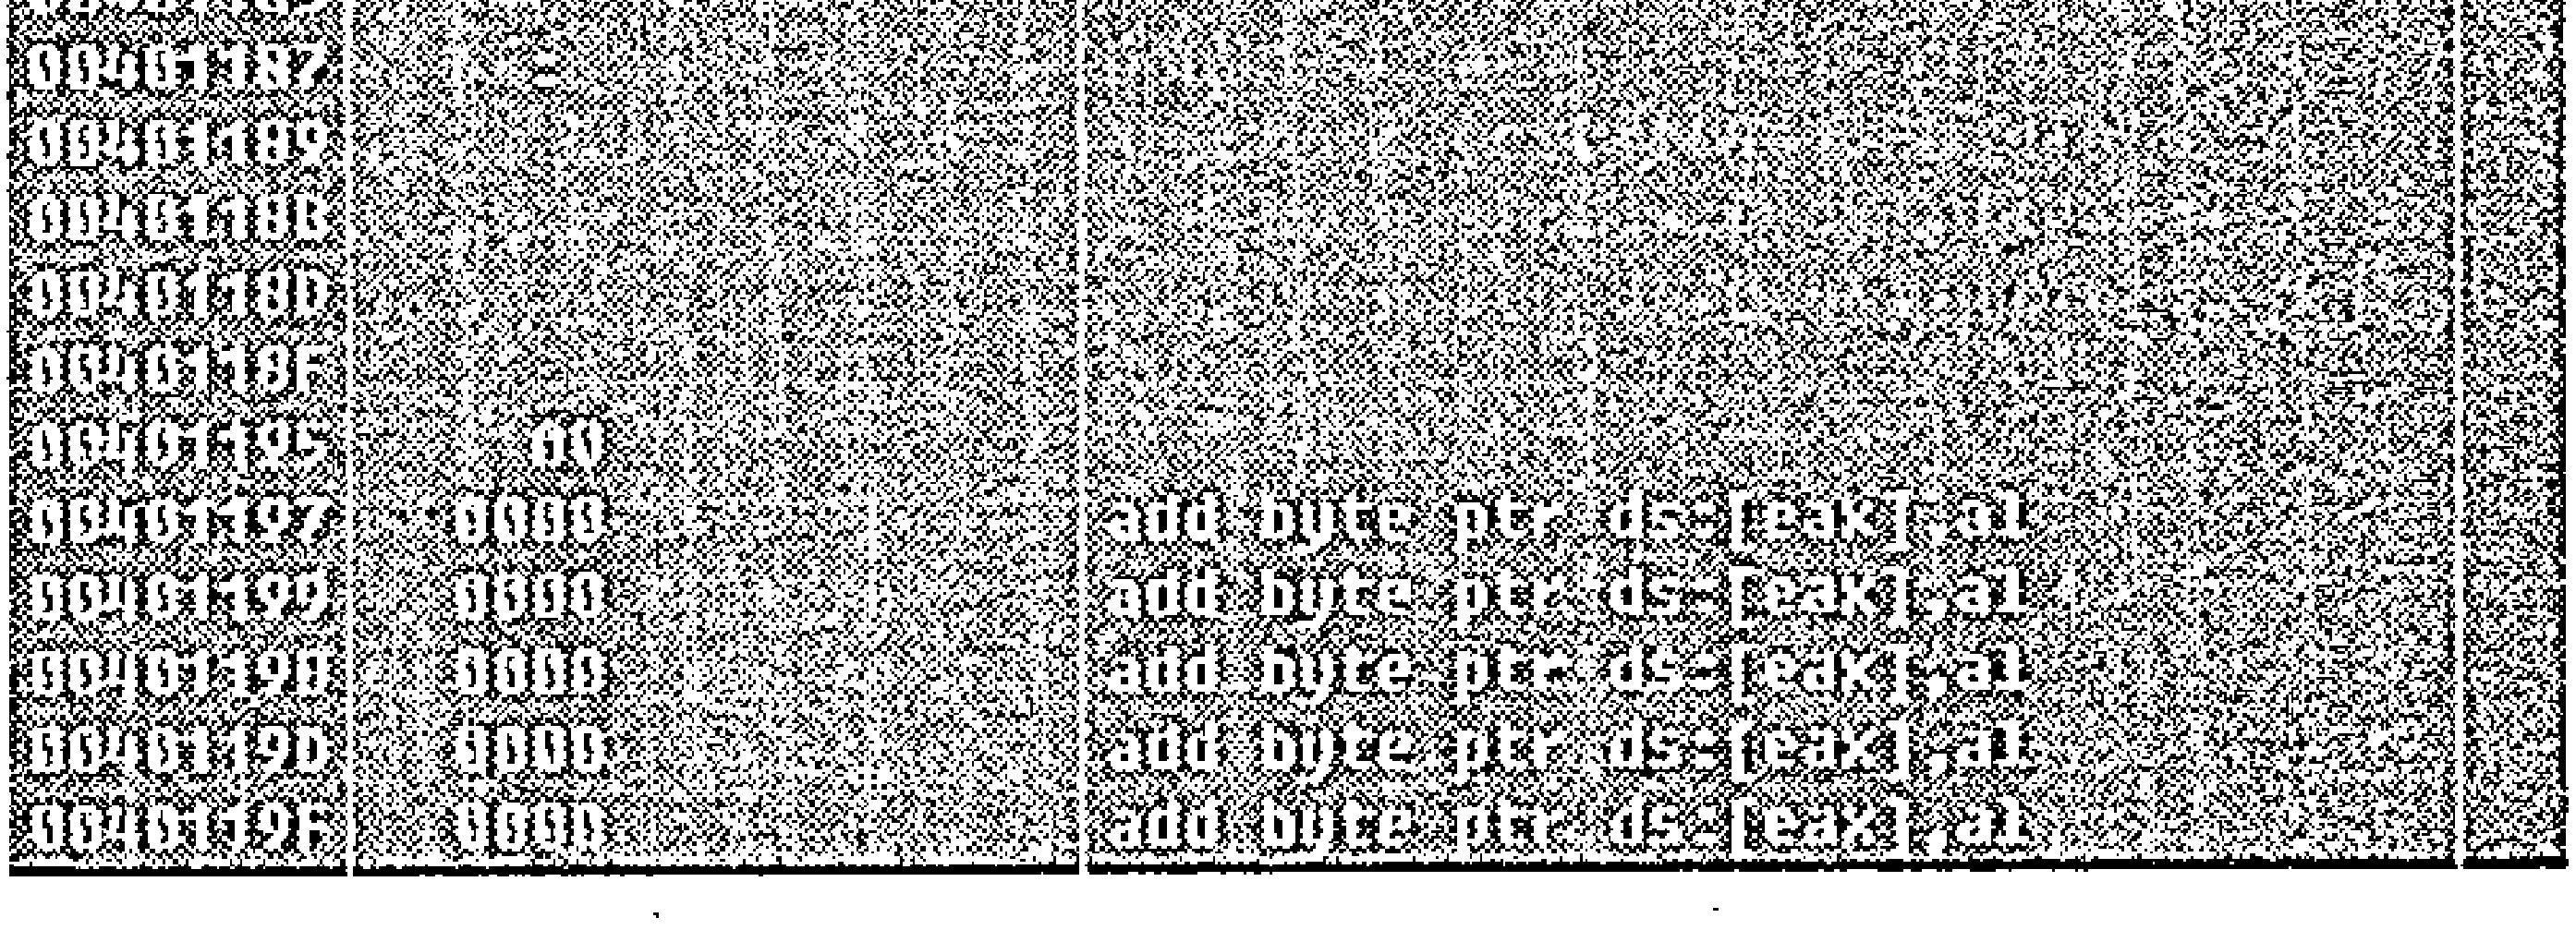 00401187
00401189
0040118B
0040118D
0040118F
00401195 00
00401197 0000 add byte ptr ds:[eax],al
00401199 0000 add byte ptr ds:[eax],al
0040119B 0000 add byte ptr ds:[eax],al
0040119D 0000 add byte ptr ds:[eax],al
0040119F 0000 add byte ptr ds:[eax],al